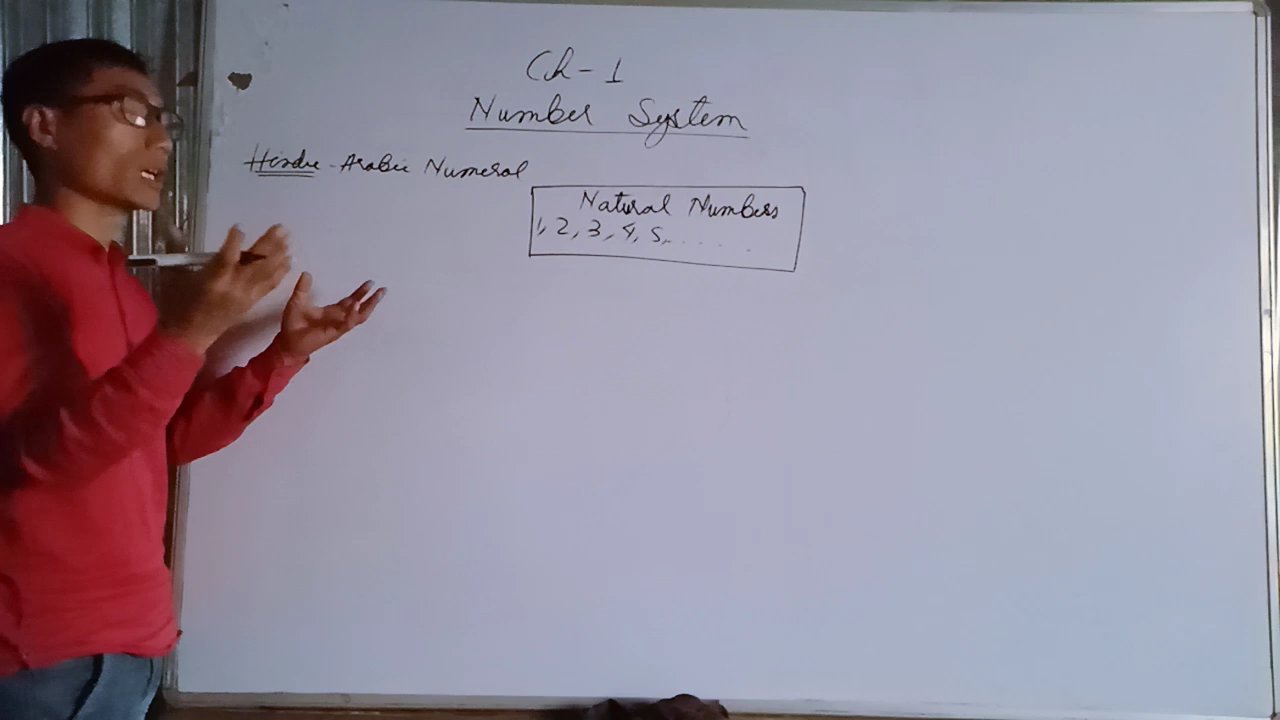 Ch-1
Number System
Hindu-Arabic Numeral
Natural Numbers
1, 2, 3, 4, 5, . . . . .